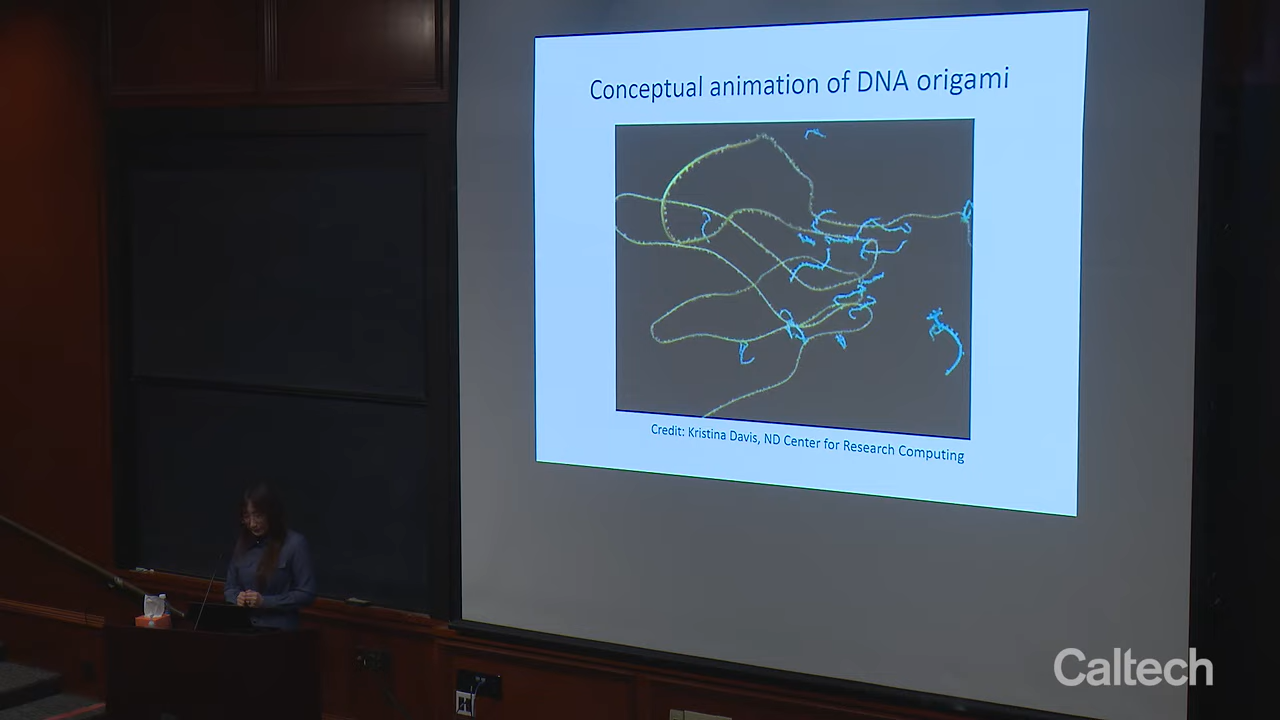 Conceptual animation of DNA origami
Credit: Kristina Davis, ND Center for Research Computing
Caltech